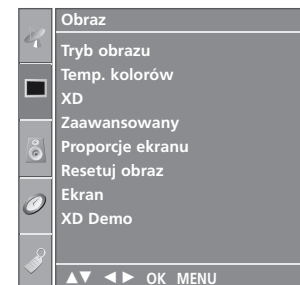 Obraz
Tryb obrazu
Temp. kolorów
XD
Zaawansowany
Proporcje ekranu
Resetuj obraz
Ekran
XD Demo
▲▼ ◄► OK MENU